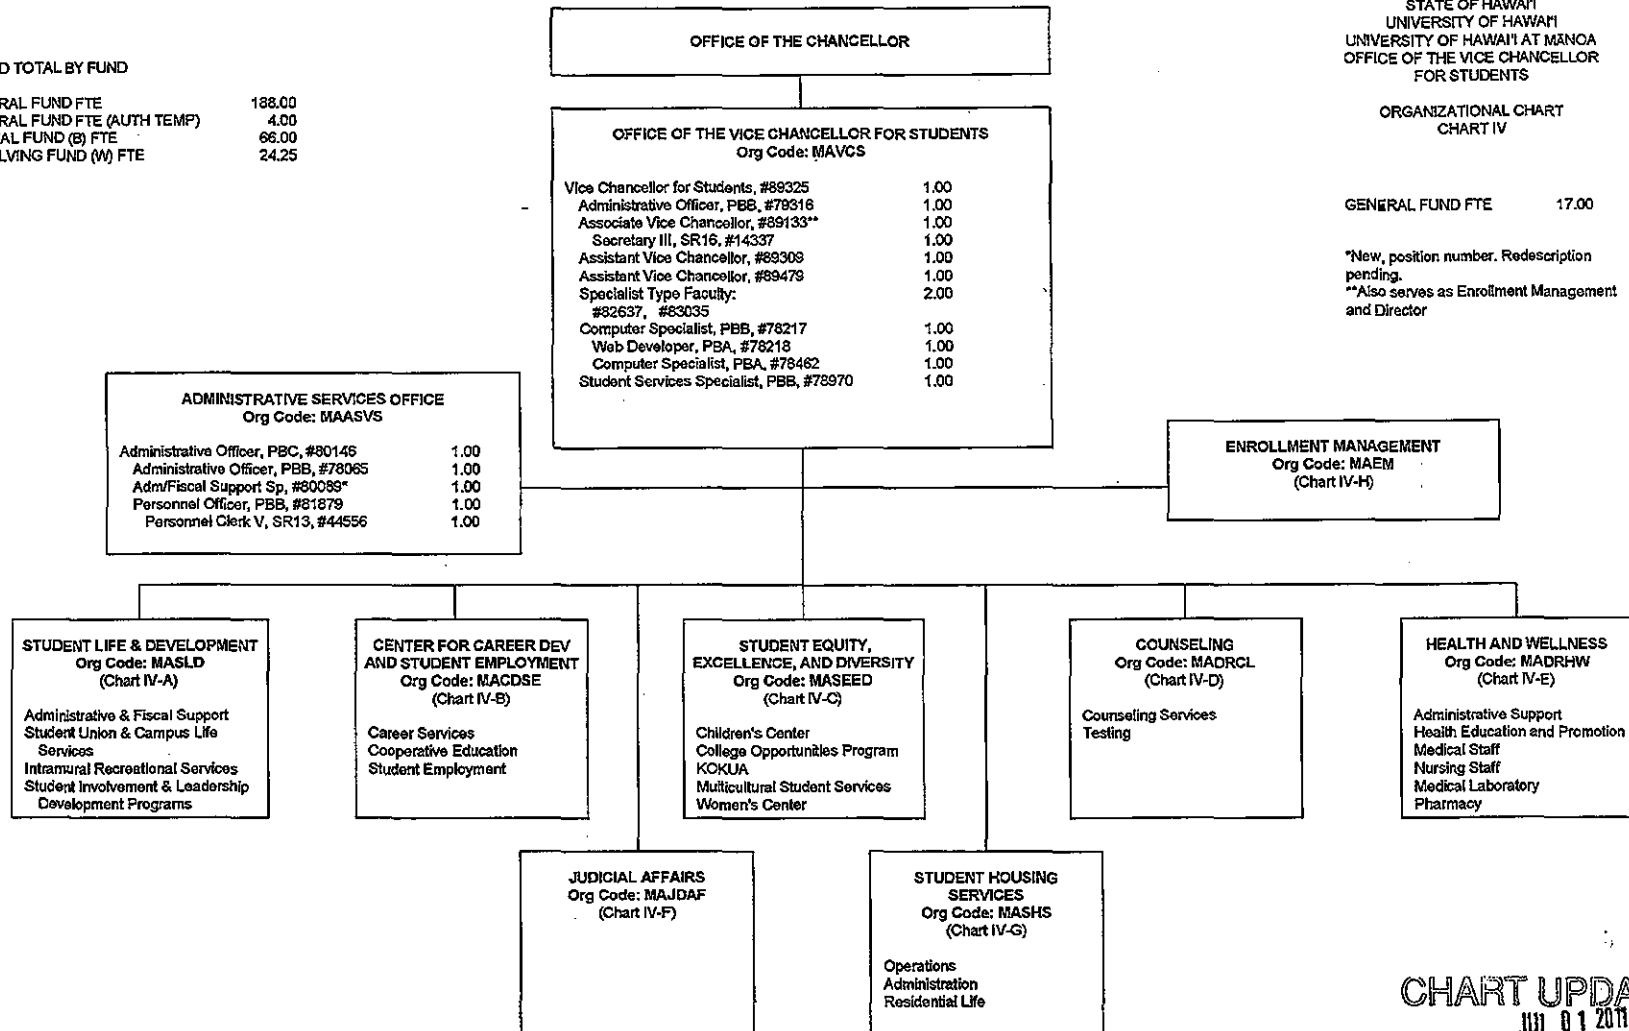 OFFICE OF THE CHANCELLOR
STATE OF HAWAI'I
UNIVERSITY OF HAWAI'I
UNIVERSITY OF HAWAI'I AT MĀNOA
OFFICE OF THE VICE CHANCELLOR
FOR STUDENTS
ORGANIZATIONAL CHART
CHART IV
GENERAL FUND FTE 17.00
*New, position number. Redescription
pending.
**Also serves as Enrollment Management
and Director
D TOTAL BY FUND
RAL FUND FTE 188.00
RAL FUND FTE (AUTH TEMP) 4.00
AL FUND (B) FTE 66.00
LVING FUND (W) FTE 24.25
OFFICE OF THE VICE CHANCELLOR FOR STUDENTS
Org Code: MAVCS
Vice Chancellor for Students, #89325 1.00
Administrative Officer, PBB, #79316 1.00
Associate Vice Chancellor, #89133** 1.00
Secretary III, SR16, #14337 1.00
Assistant Vice Chancellor, #89309 1.00
Assistant Vice Chancellor, #89479 1.00
Specialist Type Faculty: 2.00
#82637, #83035
Computer Specialist, PBB, #78217 1.00
Web Developer, PBA, #78218 1.00
Computer Specialist, PBA, #78462 1.00
Student Services Specialist, PBB, #78970 1.00
ADMINISTRATIVE SERVICES OFFICE
Org Code: MAASVS
Administrative Officer, PBC, #80146 1.00
Administrative Officer, PBB, #78065 1.00
Adm/Fiscal Support Sp, #80089* 1.00
Personnel Officer, PBB, #81879 1.00
Personnel Clerk V, SR13, #44556 1.00
ENROLLMENT MANAGEMENT
Org Code: MAEM
(Chart IV-H)
STUDENT LIFE & DEVELOPMENT
Org Code: MASLD
(Chart IV-A)
Administrative & Fiscal Support
Student Union & Campus Life
Services
Intramural Recreational Services
Student Involvement & Leadership
Development Programs
CENTER FOR CAREER DEV
AND STUDENT EMPLOYMENT
Org Code: MACDSE
(Chart IV-B)
Career Services
Cooperative Education
Student Employment
STUDENT EQUITY,
EXCELLENCE, AND DIVERSITY
Org Code: MASEED
(Chart IV-C)
Children's Center
College Opportunities Program
KOKUA
Multicultural Student Services
Women's Center
COUNSELING
Org Code: MADRCL
(Chart IV-D)
Counseling Services
Testing
HEALTH AND WELLNESS
Org Code: MADRHW
(Chart IV-E)
Administrative Support
Health Education and Promotion
Medical Staff
Nursing Staff
Medical Laboratory
Pharmacy
JUDICIAL AFFAIRS
Org Code: MAJDAF
(Chart IV-F)
STUDENT HOUSING
SERVICES
Org Code: MASHS
(Chart IV-G)
Operations
Administration
Residential Life
CHART UPDA
01 2011